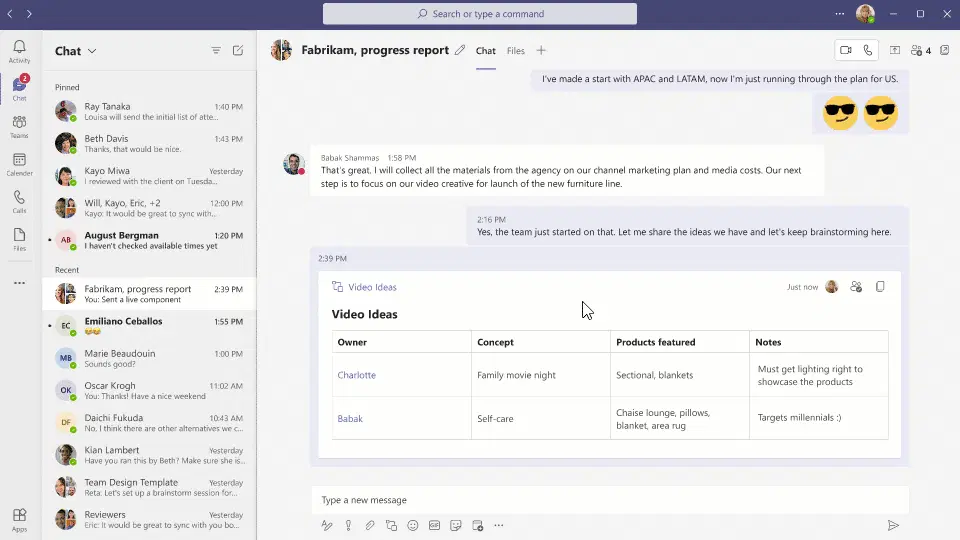 Search or type a command
Activity
2
Chat
Teams
Calender
Calls
Files
Apps
Chat
Pinned
Ray Tanaka 1:40 PM
Louisa will send the initial list of atte...
Beth Davis 1:43 PM
Thanks, that would be nice.
Kayo Miwa Yesterday
I reviewed with the client on Tuesda...
Will, Kayo, Eric, +2 12:00 PM
Kayo: It would be great to sync with...
AB
August Bergman 1:20 PM
I haven't checked available times yet
Recent
Fabrikam, progress report 2:39 PM
You: Sent a live component
EC
Emiliano Ceballos 1:55 PM
MB
Marie Beaudouin 1:00 PM
Sounds good?
OK
Oscar Krogh 11:02 AM
You: Thanks! Have a nice weekend
DF
Daichi Fukuda 10:43 AM
No, I think there are other alternatives we c...
Kian Lambert Yesterday
Have you ran this by Beth? Make sure she is...
Team Design Template Yesterday
Reta: Let's set up a brainstorm session for...
Reviewers Yesterday
Eric: It would be great to sync with you bo...
Fabrikam, progress report Chat Files 4
I've made a start with APAC and LATAM, now I'm just running through the plan for US.
Babak Shammas 1:58 PM
That's great. I will collect all the materials from the agency on our channel marketing plan and media costs. Our next
step is to focus on our video creative for launch of the new furniture line.
2:16 PM
Yes, the team just started on that. Let me share the ideas we have and let's keep brainstorming here.
2:39 PM
Video Ideas Just now
Video Ideas
Owner Concept Products featured Notes
Charlotte Family movie night Sectional, blankets Must get lighting right to
showcase the products
Babak Self-care Chaise lounge, pillows,
blanket, area rug Targets millennials :)
Type a new message
GIF